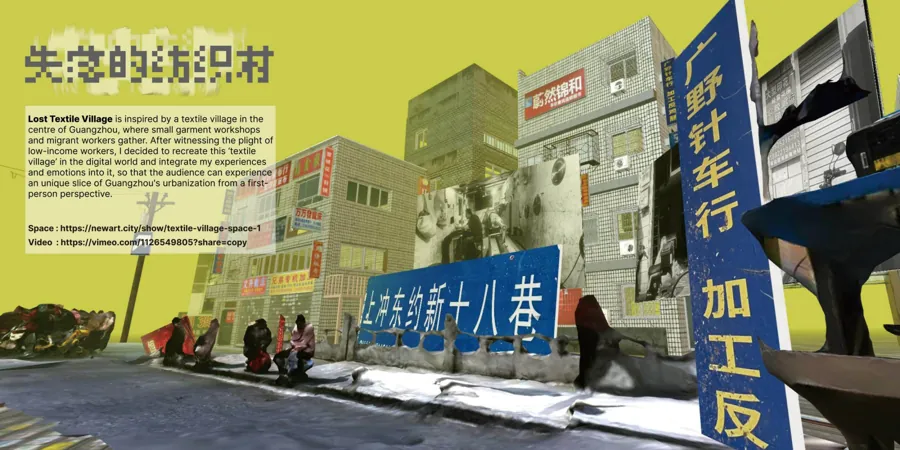 失落的纺织村
Lost Textile Village is inspired by a textile village in the
centre of Guangzhou, where small garment workshops
and migrant workers gather. After witnessing the plight of
low-income workers, I decided to recreate this 'textile
village' in the digital world and integrate my experiences
and emotions into it, so that the audience can experience
an unique slice of Guangzhou's urbanization from a first-
person perspective.
Space : https://newart.city/show/textile-village-space-1
Video : https://vimeo.com/1126549805?share=copy
蔚然锦和
上冲东约新十八巷
广野针车行 加工反